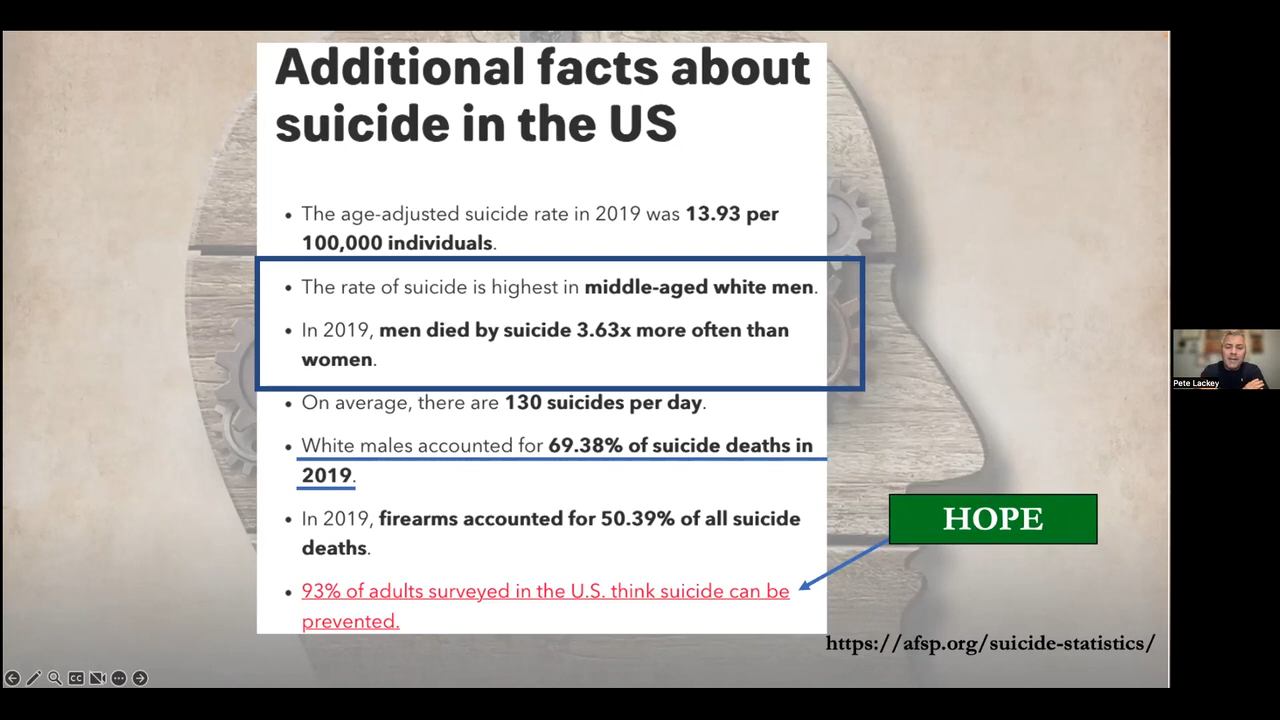 Additional facts about
suicide in the US
• The age-adjusted suicide rate in 2019 was 13.93 per
100,000 individuals.
• The rate of suicide is highest in middle-aged white men.
• In 2019, men died by suicide 3.63x more often than
women.
• On average, there are 130 suicides per day.
• White males accounted for 69.38% of suicide deaths in
2019.
• In 2019, firearms accounted for 50.39% of all suicide
deaths.
HOPE
• 93% of adults surveyed in the U.S. think suicide can be
prevented.
https://afsp.org/suicide-statistics/
Pete Lackey
CC